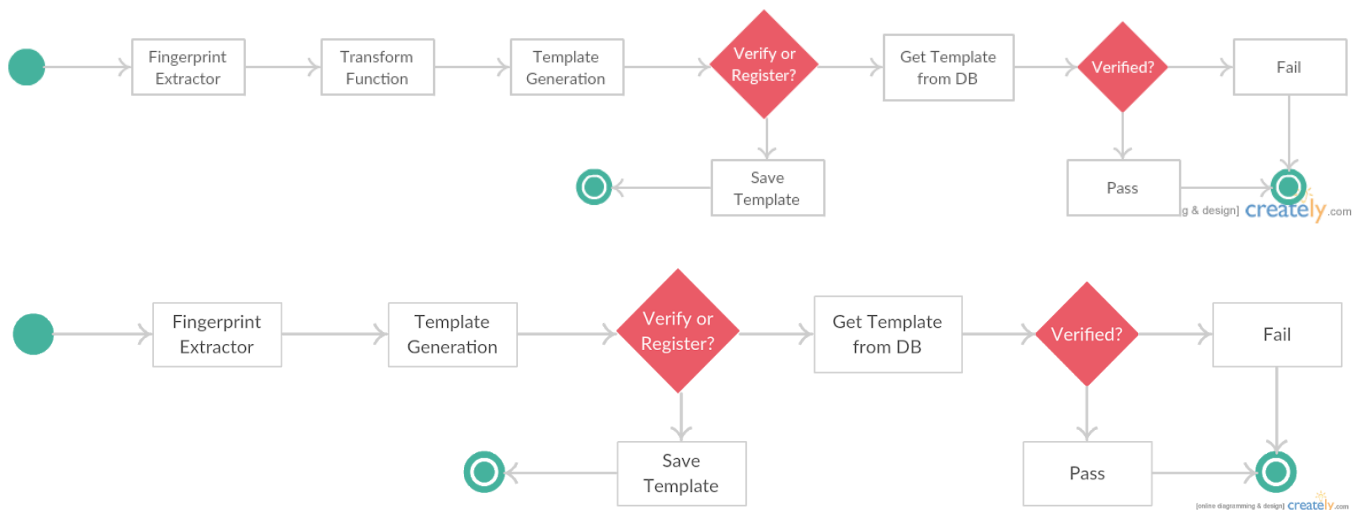 Fingerprint
Extractor
Transform
Function
Template
Generation
Verify or
Register?
Get Template
from DB
Verified?
Fail
Save
Template
Pass
g & design]
creately.com
Fingerprint
Extractor
Template
Generation
Verify or
Register?
Get Template
from DB
Verified?
Fail
Save
Template
Pass
[online diagramming & design] creately.com